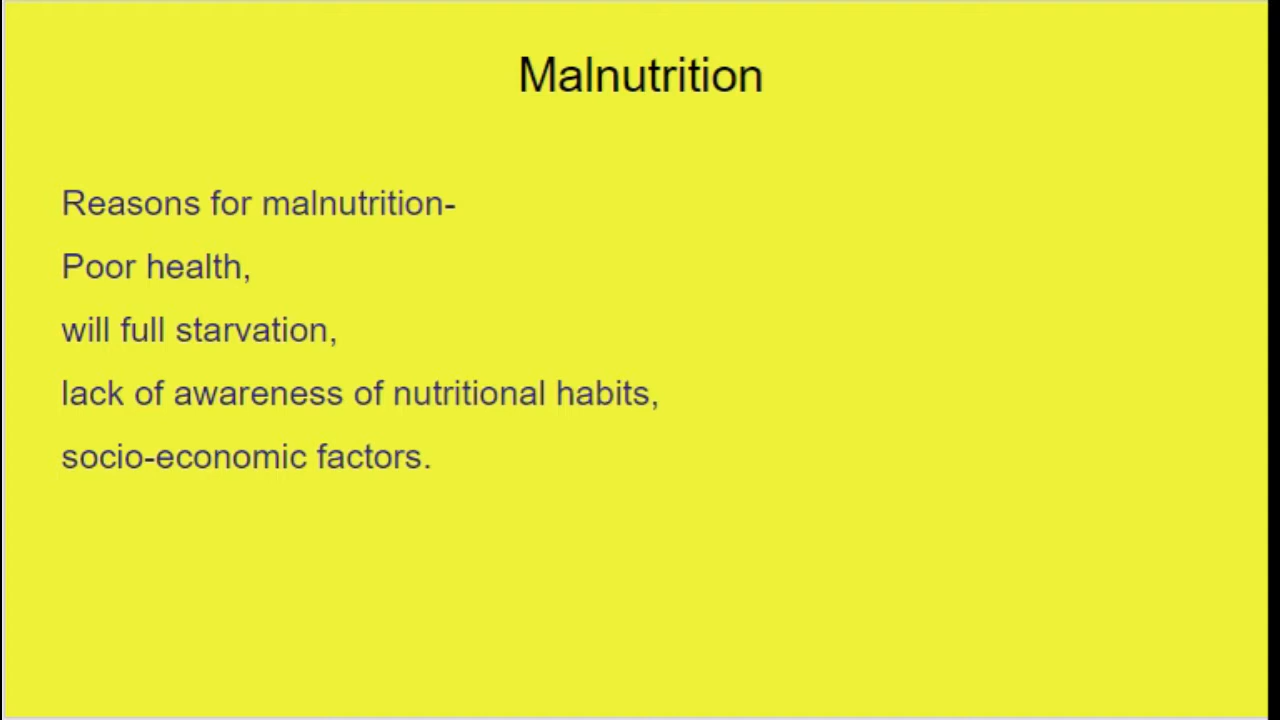 Malnutrition
Reasons for malnutrition-
Poor health,
will full starvation,
lack of awareness of nutritional habits,
socio-economic factors.